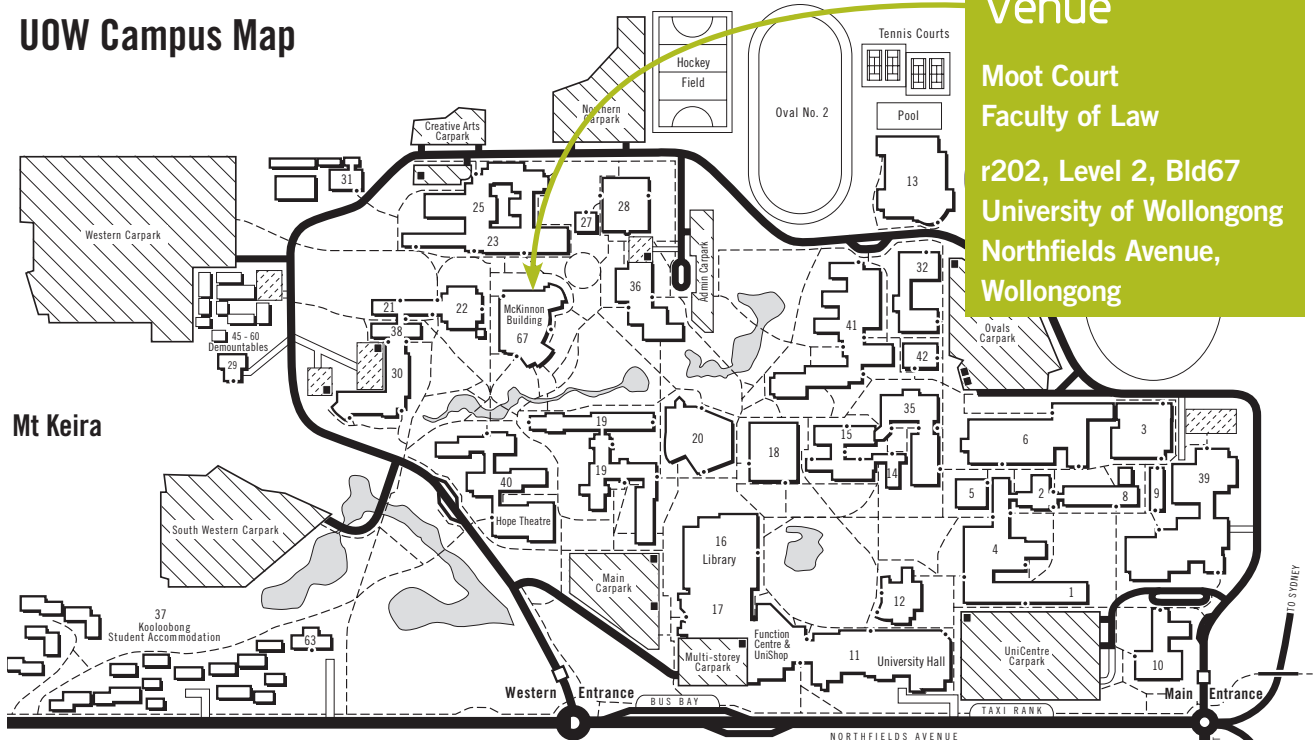 UOW Campus Map
Venue
Moot Court
Faculty of Law
r202, Level 2, Bld67
University of Wollongong
Northfields Avenue,
Wollongong
Tennis Courts
Hockey
Field
Oval No. 2
Pool
Northern
Carpark
Creative Arts
Carpark
13
31
25
28
27
23
Western Carpark
Admin Carpark
32
36
41
McKinnon
Building
67
22
21
38
45 - 60
Demountables
29
30
42
Ovals
Carpark
Mt Keira
19
20
18
15
35
14
6
3
39
19
40
Hope Theatre
5
2
8
9
South Western Carpark
16
Library
17
4
1
Main
Carpark
12
TO SYDNEY
37
Kooloobong
Student Accommodation
63
Function
Centre &
UniShop
Multi-storey
Carpark
11
University Hall
UniCentre
Carpark
10
Western Entrance
BUS BAY
TAXI RANK
Main Entrance
NORTHFIELDS AVENUE